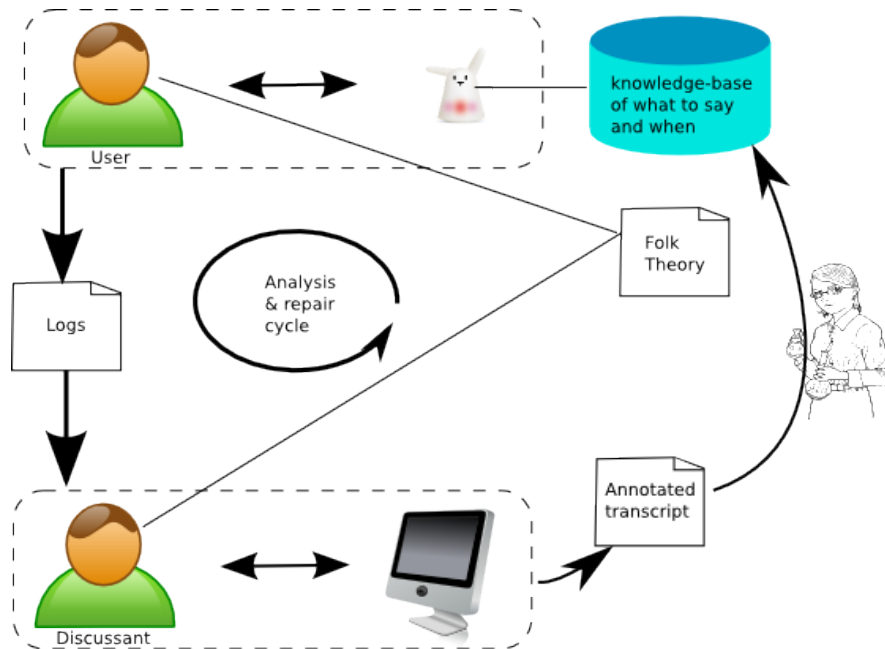 knowledge-base
of what to say
and when
User
Folk
Theory
Analysis
& repair
cycle
Logs
Annotated
transcript
Discussant